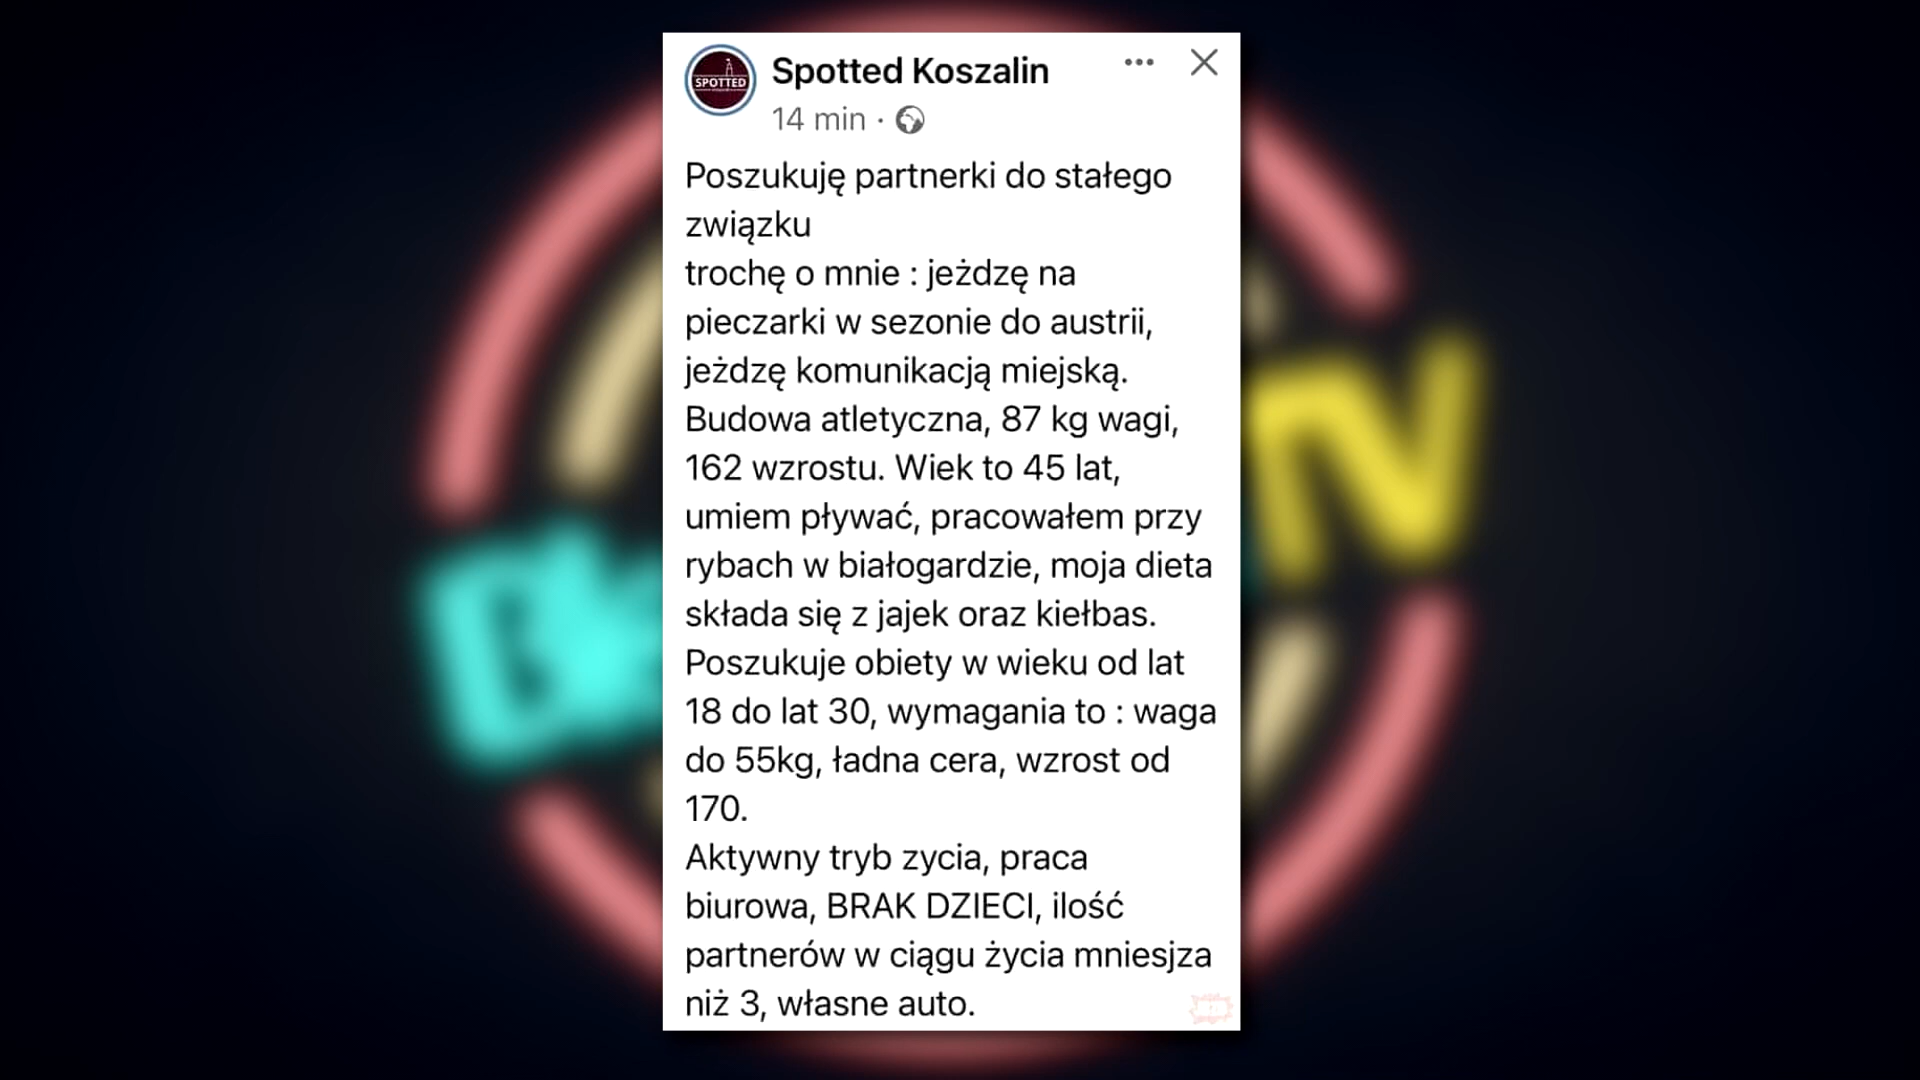 SPOTTED
Spotted Koszalin
14 min
Poszukuję partnerki do stałego
związku
trochę o mnie : jeżdzę na
pieczarki w sezonie do austrii,
jeżdzę komunikacją miejską.
Budowa atletyczna, 87 kg wagi,
162 wzrostu. Wiek to 45 lat,
umiem pływać, pracowałem przy
rybach w białogardzie, moja dieta
składa się z jajek oraz kiełbas.
Poszukuje obiety w wieku od lat
18 do lat 30, wymagania to : waga
do 55kg, ładna cera, wzrost od
170.
Aktywny tryb zycia, praca
biurowa, BRAK DZIECI, ilość
partnerów w ciągu życia mniesjza
niż 3, własne auto.